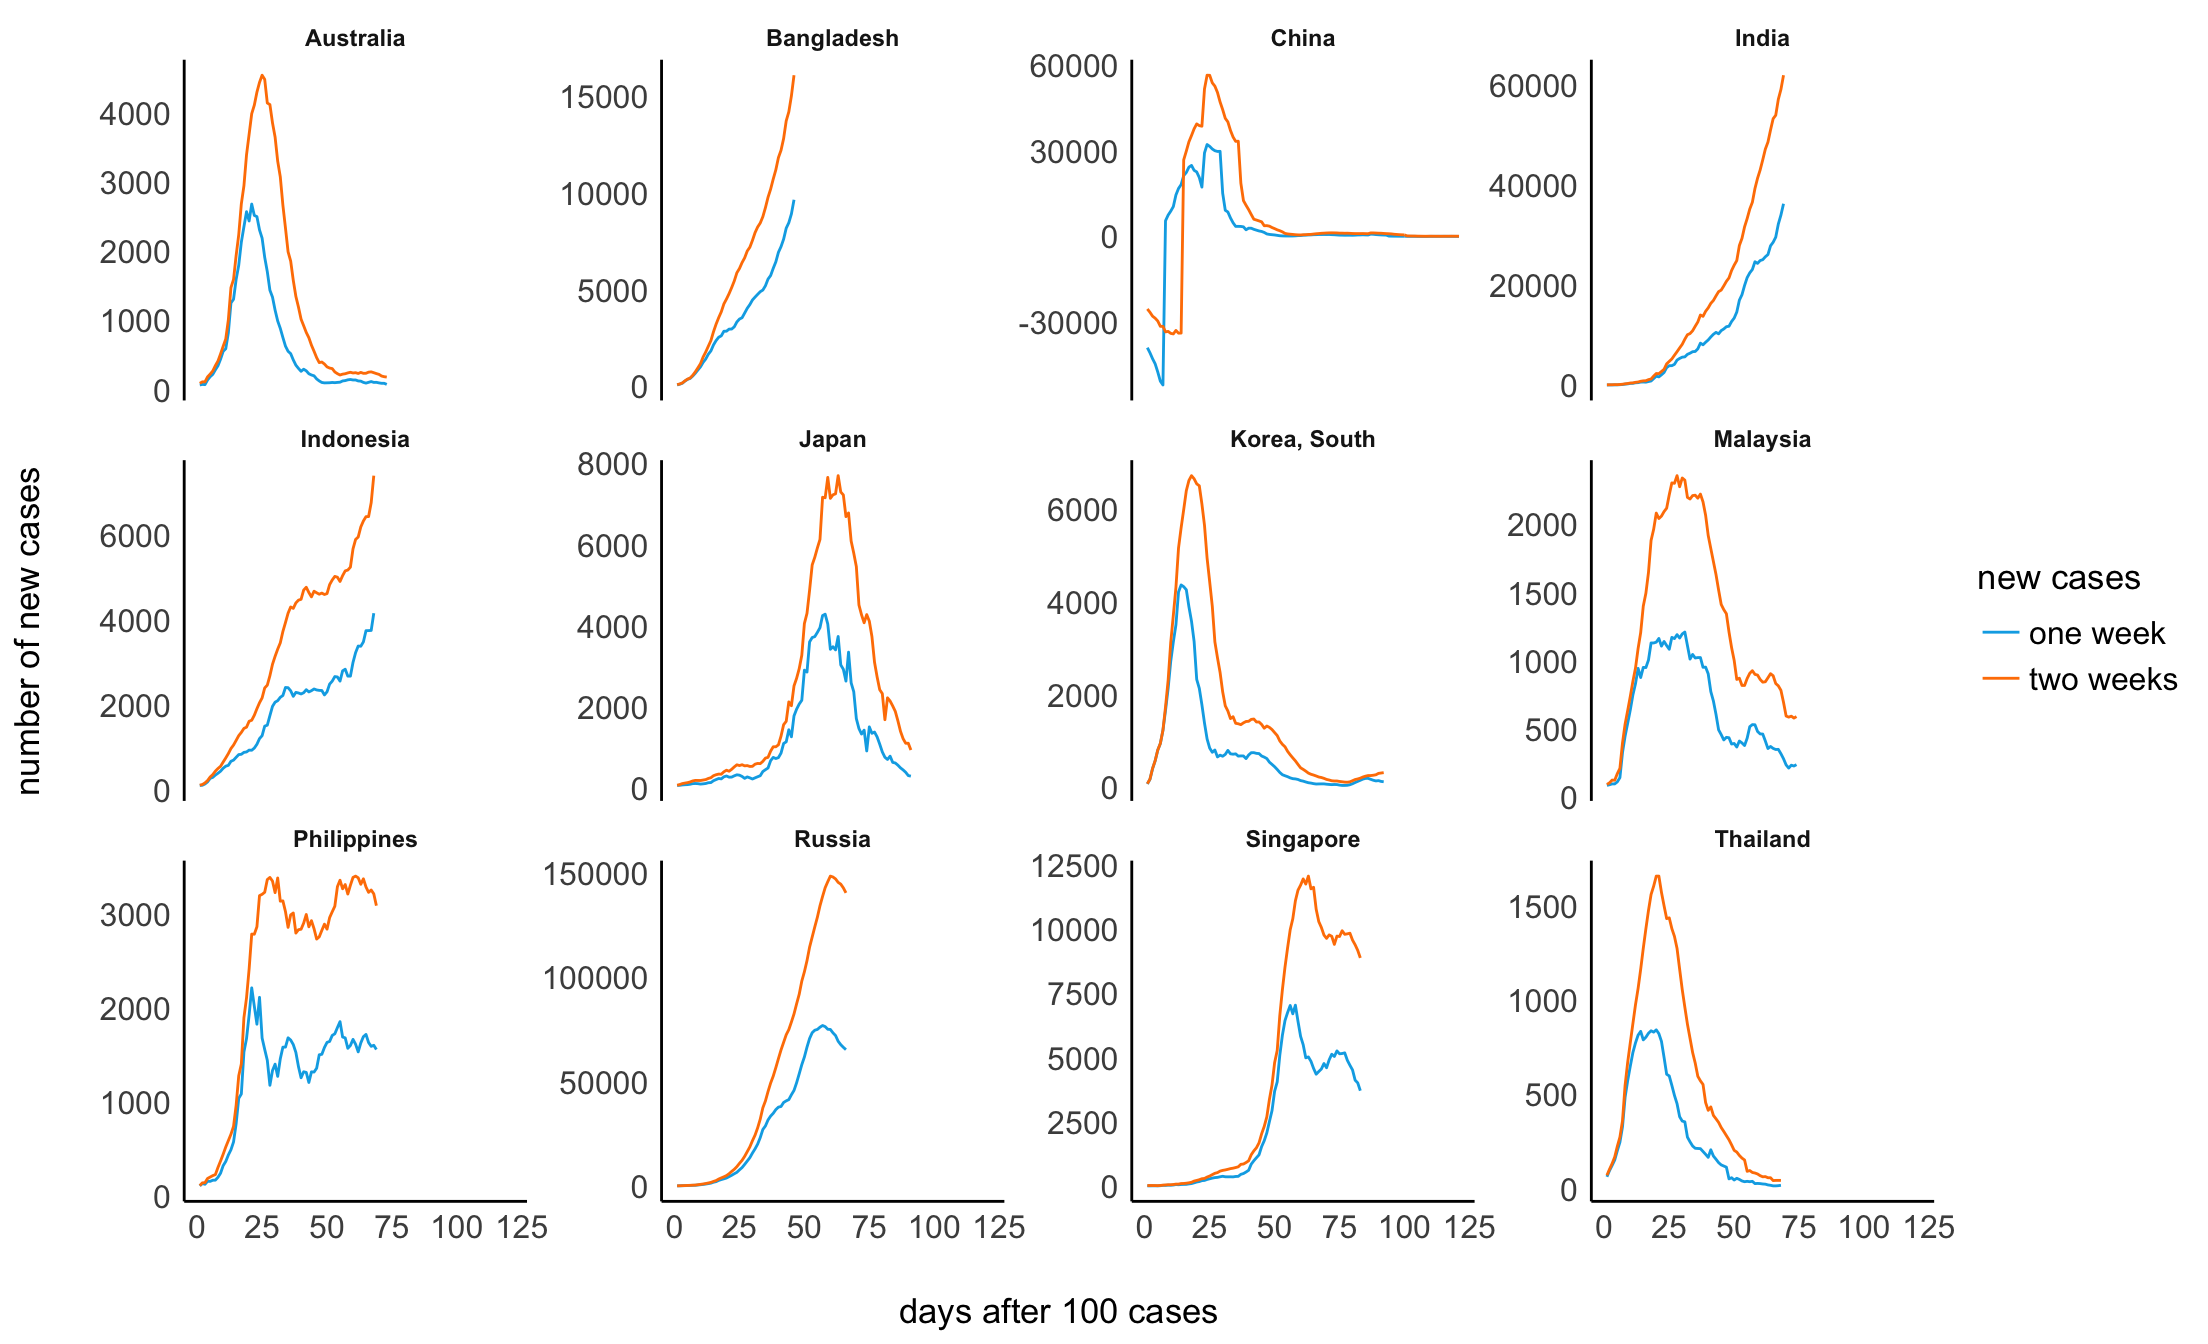 Australia
Bangladesh
China
India
4000
3000
2000
1000
0
15000
10000
5000
0
60000
30000
0
-30000
60000
40000
20000
0
Indonesia
Japan
Korea, South
Malaysia
6000
4000
2000
0
8000
6000
4000
2000
0
6000
4000
2000
0
2000
1500
1000
500
0
Philippines
Russia
Singapore
Thailand
3000
2000
1000
0
150000
100000
50000
0
12500
10000
7500
5000
2500
0
1500
1000
500
0
0 25 50 75 100 125
0 25 50 75 100 125
0 25 50 75 100 125
0 25 50 75 100 125
days after 100 cases
number of new cases
new cases
one week
two weeks